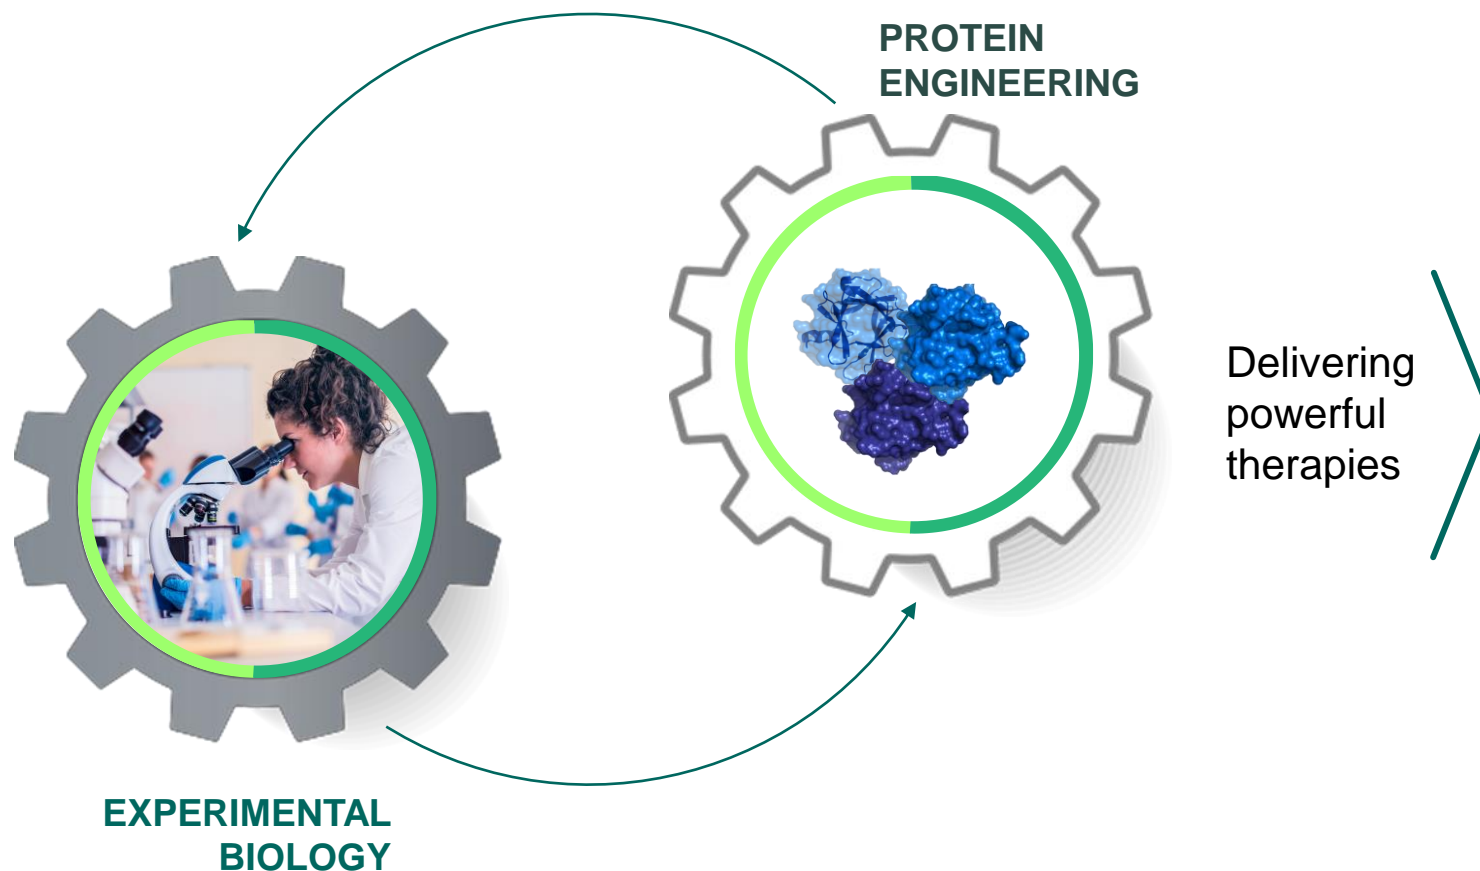 PROTEIN
ENGINEERING
Delivering
powerful
therapies
EXPERIMENTAL
BIOLOGY